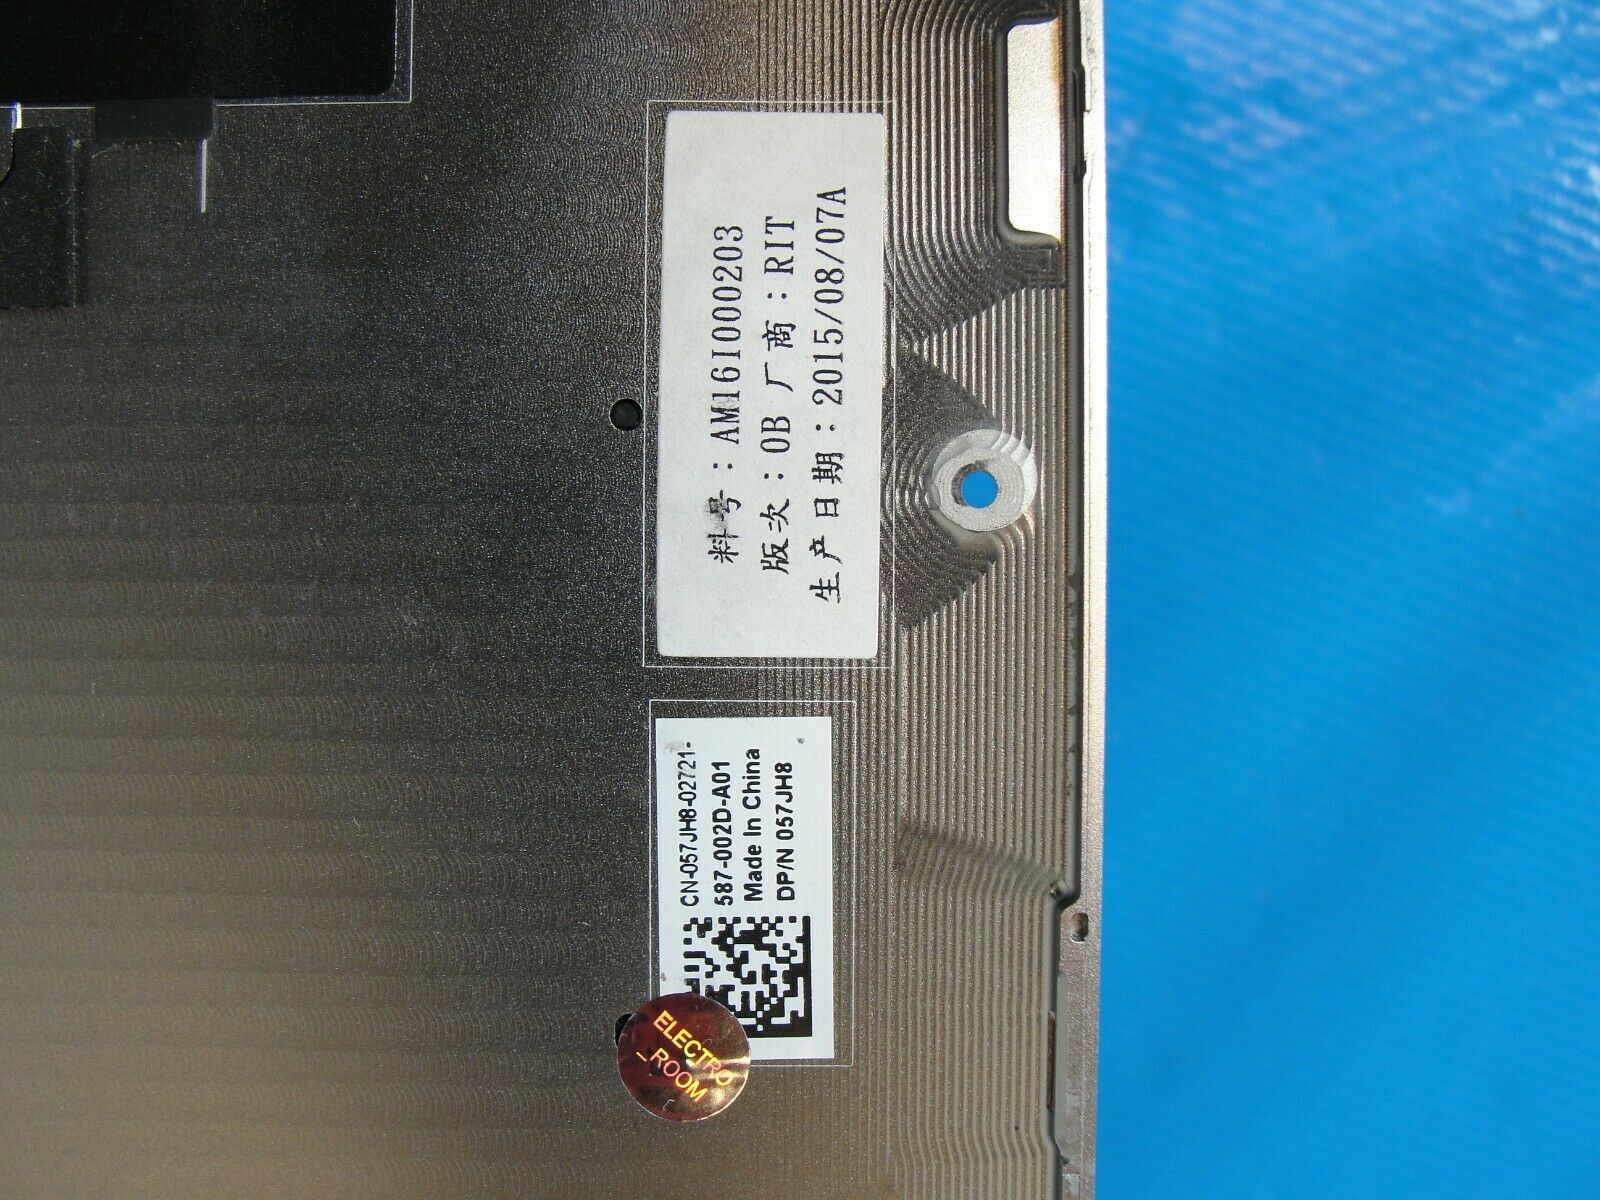 料号:AM16I000203
版次:0B 厂商:RIT
生产日期:2015/08/07A
CN-057JH8-02721-
587-002D-A01
Made In China
DP/N 057JH8
ELECTRO
_ROOM